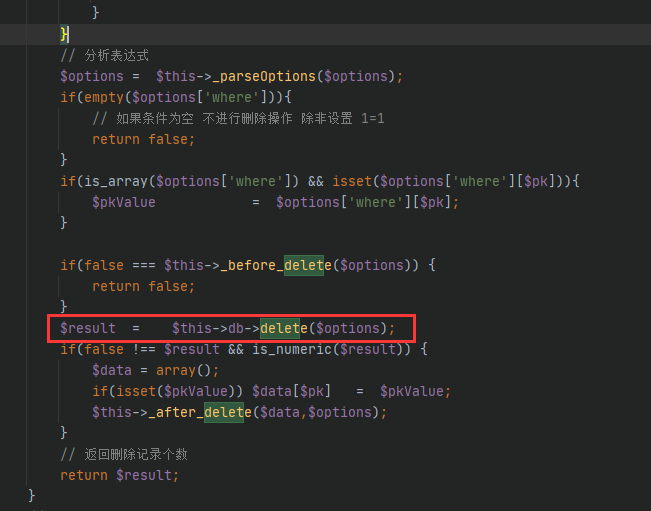 }
}
// 分析表达式
$options =  $this->_parseOptions($options);
if(empty($options['where'])){
// 如果条件为空 不进行删除操作 除非设置 1=1
return false;
}
if(is_array($options['where']) && isset($options['where'][$pk])){
$pkValue            =  $options['where'][$pk];
}
if(false === $this->_before_delete($options)) {
return false;
}
$result  =    $this->db->delete($options);
if(false !== $result && is_numeric($result)) {
$data = array();
if(isset($pkValue)) $data[$pk]   =  $pkValue;
$this->_after_delete($data,$options);
}
// 返回删除记录个数
return $result;
}